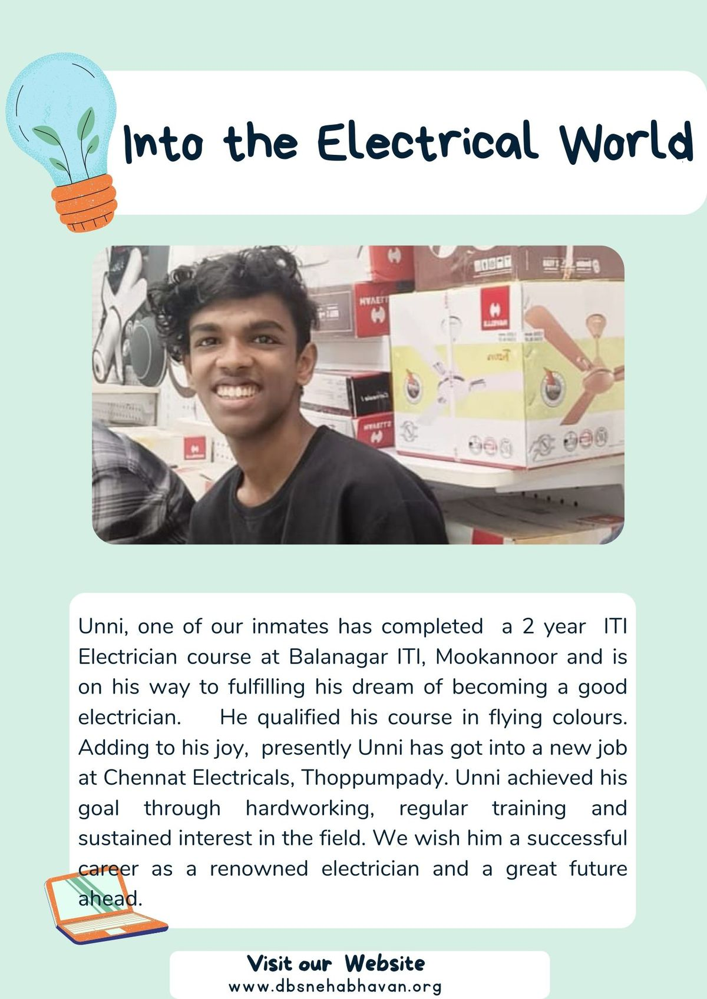 Into the Electrical World
Unni, one of our inmates has completed a 2 year ITI
Electrician course at Balanagar ITI, Mookannoor and is
on his way to fulfilling his dream of becoming a good
electrician. He qualified his course in flying colours.
Adding to his joy, presently Unni has got into a new job
at Chennat Electricals, Thoppumpady. Unni achieved his
goal through hardworking, regular training and
sustained interest in the field. We wish him a successful
career as a renowned electrician and a great future
ahead.
Visit our Website
www.dbsnehabhavan.org